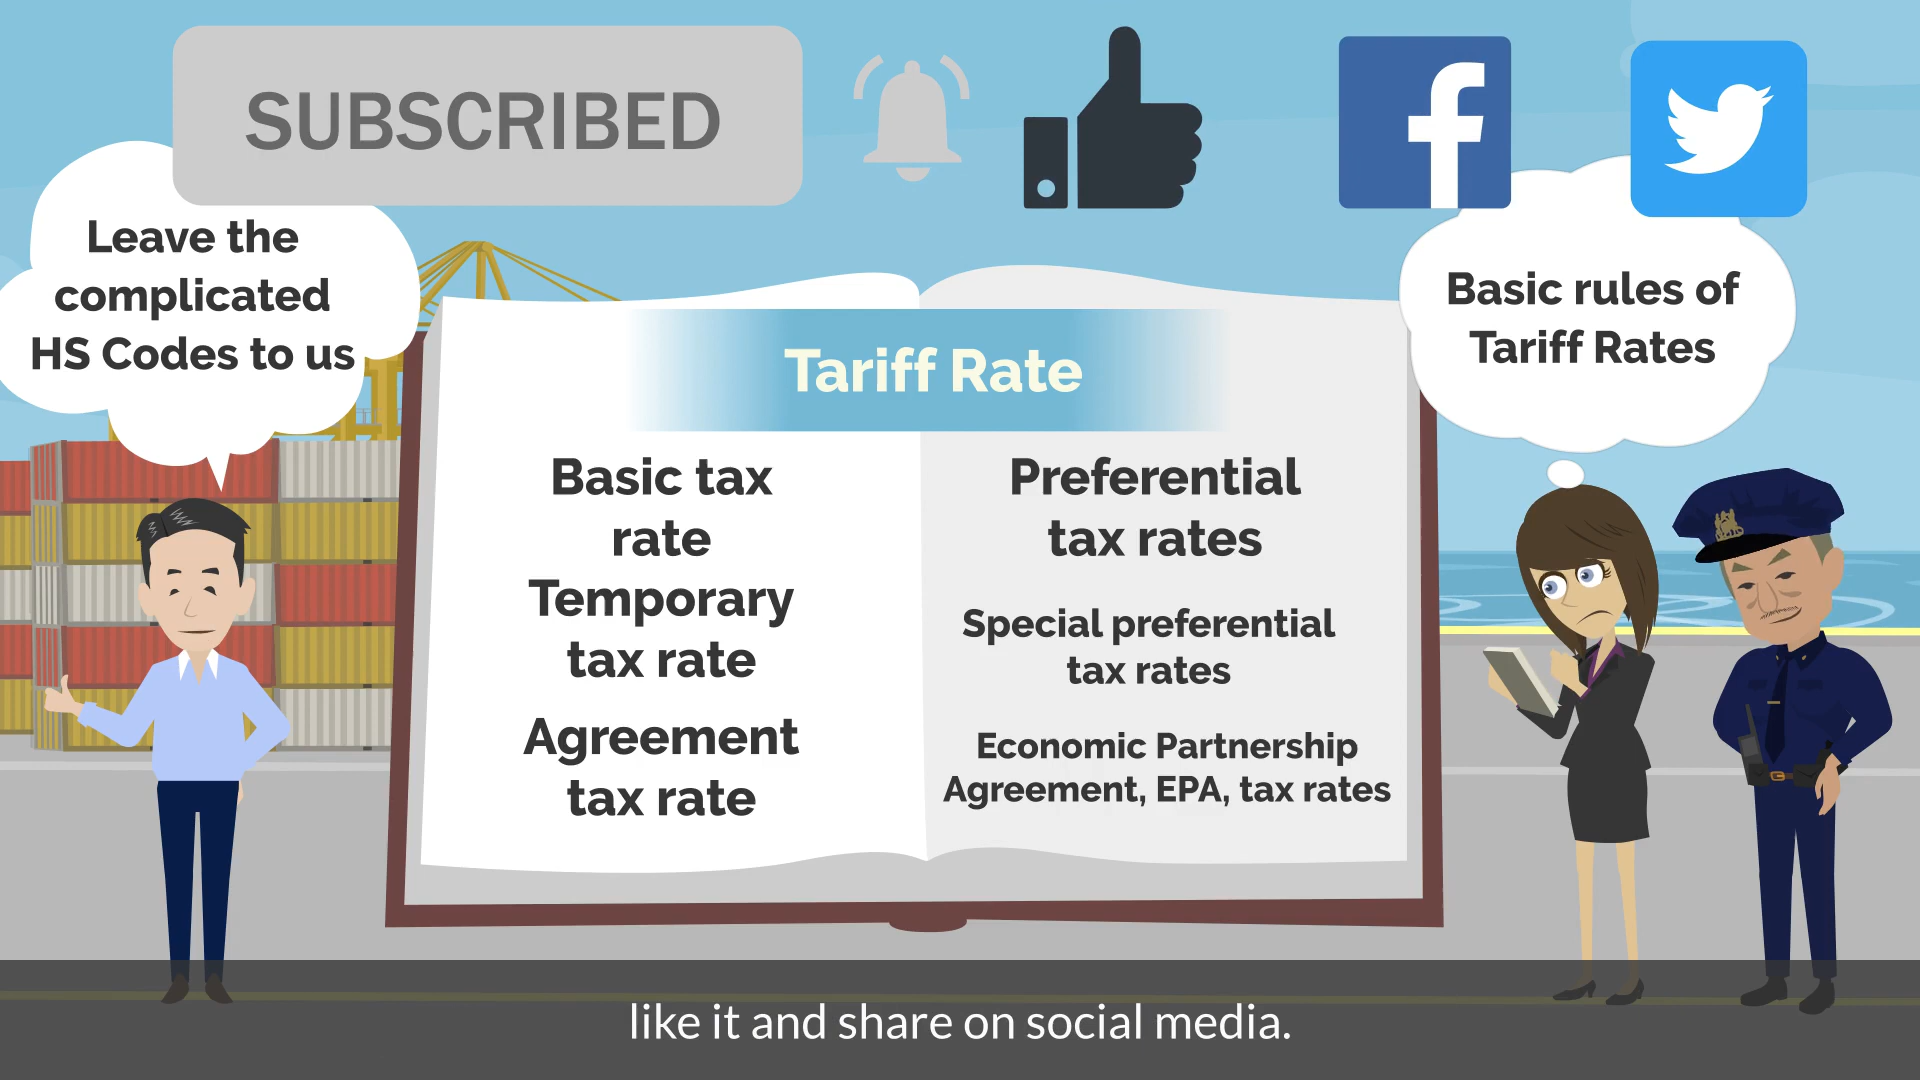 SUBSCRIBED
Leave the
complicated
HS Codes to us
Basic rules of
Tariff Rates
Tariff Rate
Basic tax
rate
Temporary
tax rate
Agreement
tax rate
Preferential
tax rates
Special preferential
tax rates
Economic Partnership
Agreement, EPA, tax rates
like it and share on social media.